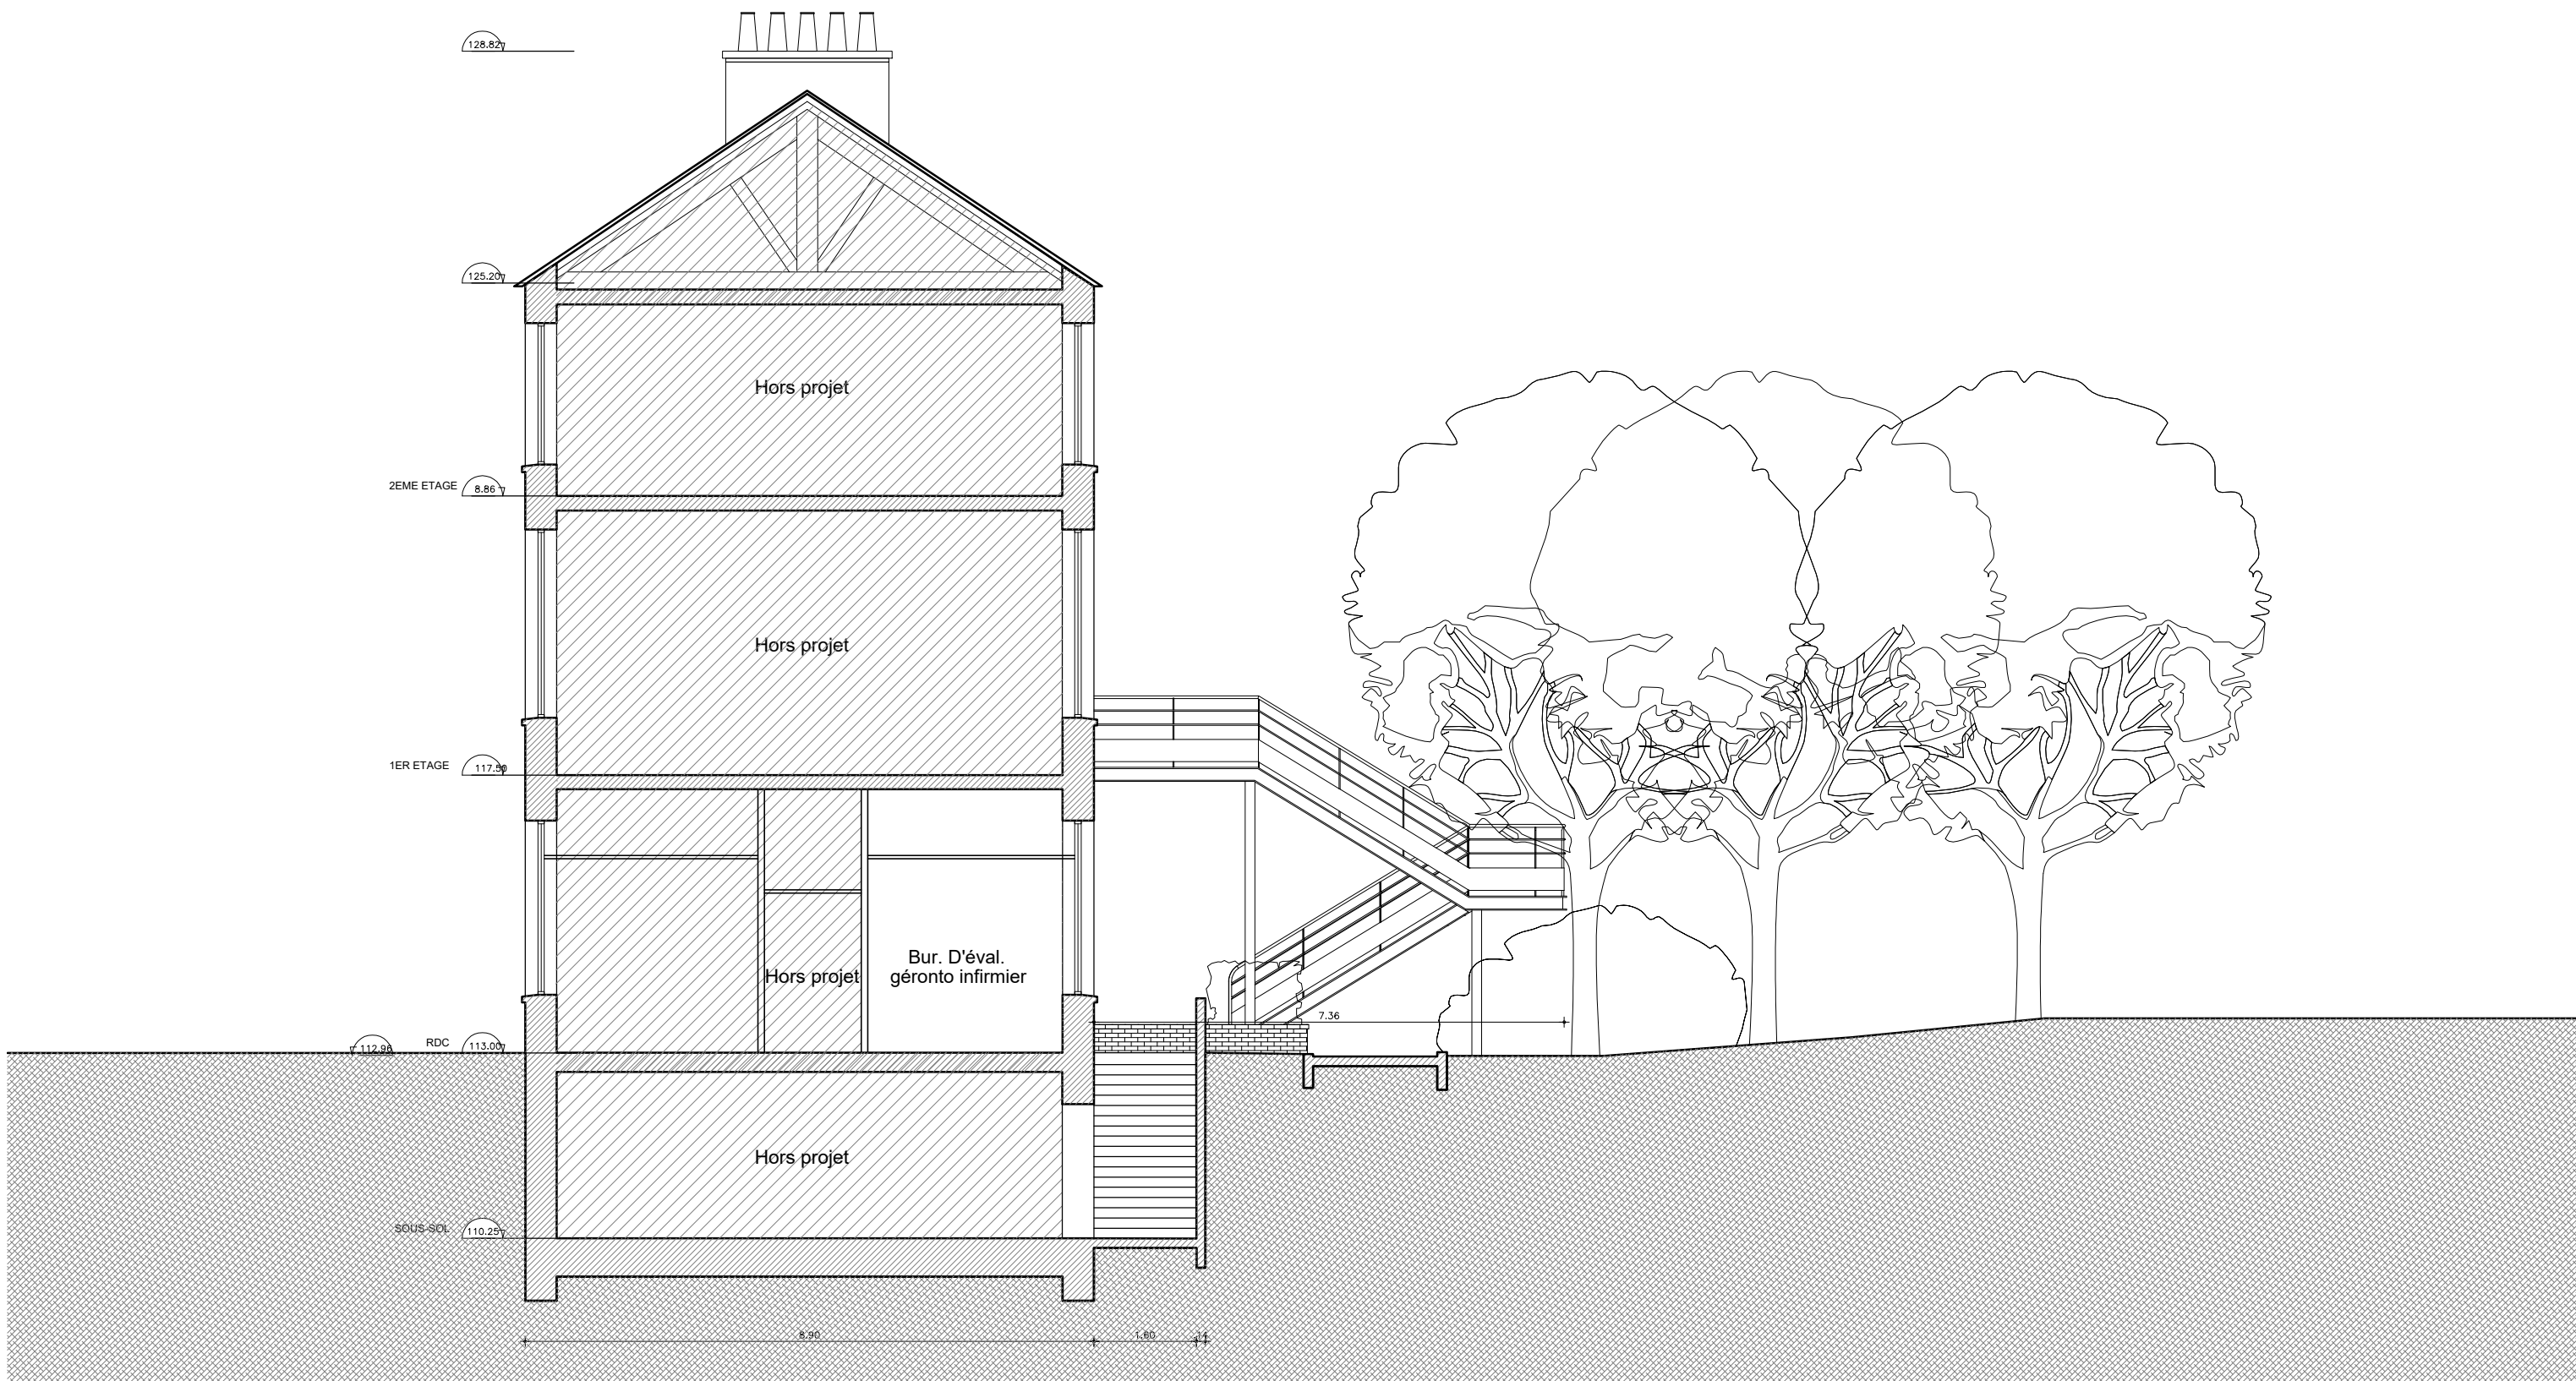 128.82
125.20
Hors projet
2EME ETAGE 8.86
Hors projet
1ER ETAGE 117.50
Bur. D'éval.
géronto infirmier
Hors projet
7.36
112.96 RDC 113.00
Hors projet
SOUS-SOL 110.25
8.90 1.60 14